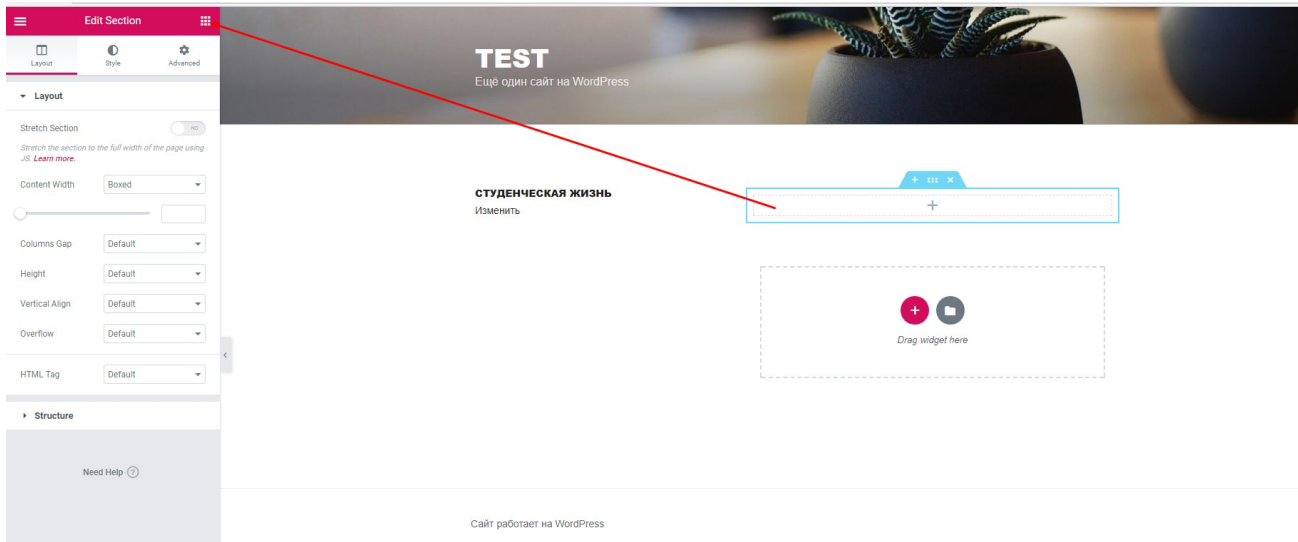 Edit Section
Layout
Style
Advanced
Layout
Stretch Section
NO
Stretch the section to the full width of the page using
JS. Learn more.
Content Width
Boxed
Columns Gap
Default
Height
Default
Vertical Align
Default
Overflow
Default
HTML Tag
Default
Structure
Need Help ?
TEST
Ещё один сайт на WordPress
СТУДЕНЧЕСКАЯ ЖИЗНЬ
Изменить
Drag widget here
Сайт работает на WordPress